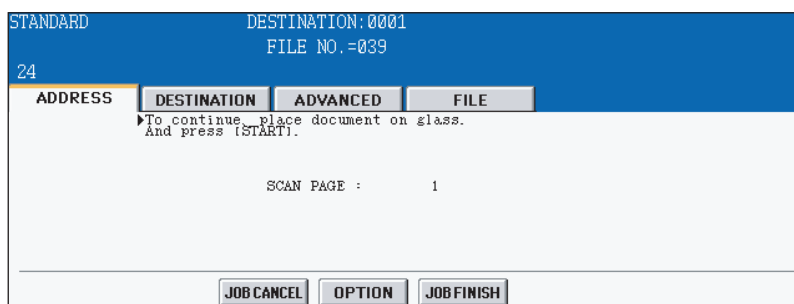 STANDARD DESTINATION:0001
FILE NO.=039
24
ADDRESS DESTINATION ADVANCED FILE
▶To continue, place document on glass.
And press [START].
SCAN PAGE : 1
JOB CANCEL OPTION JOB FINISH